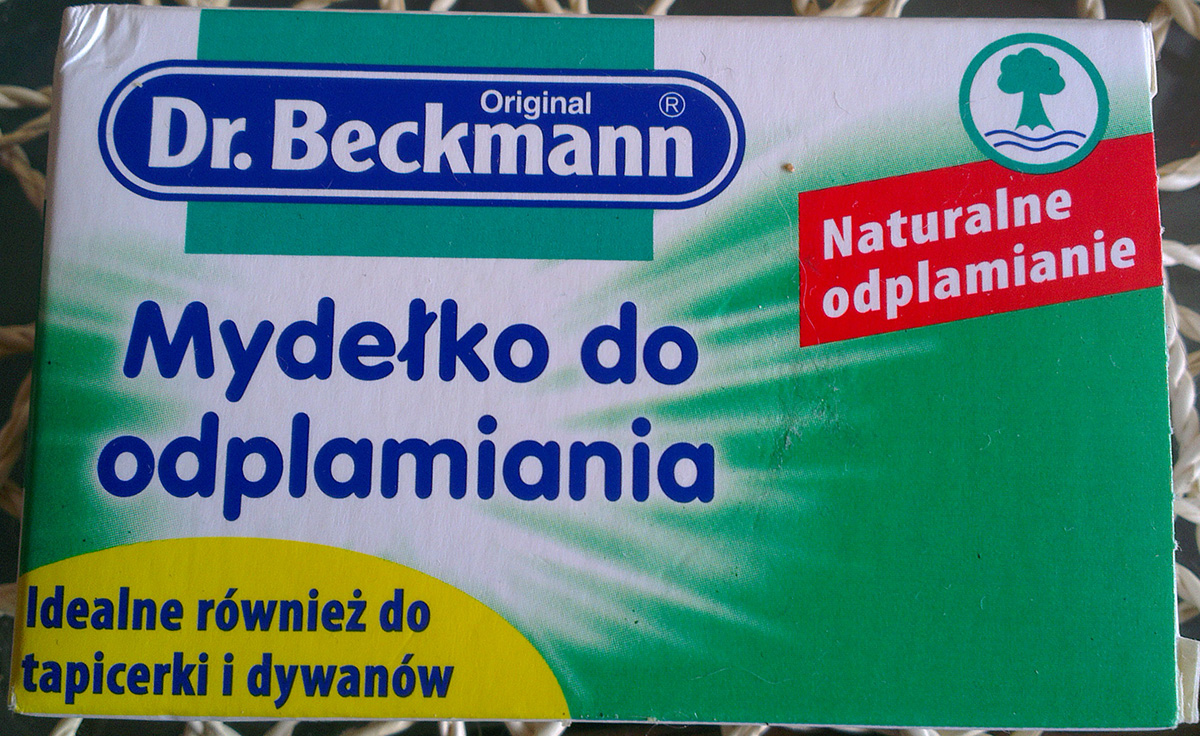 Original ®
Dr. Beckmann
Naturalne
odplamianie
Mydełko do
odplamiania
Idealne również do
tapicerki i dywanów